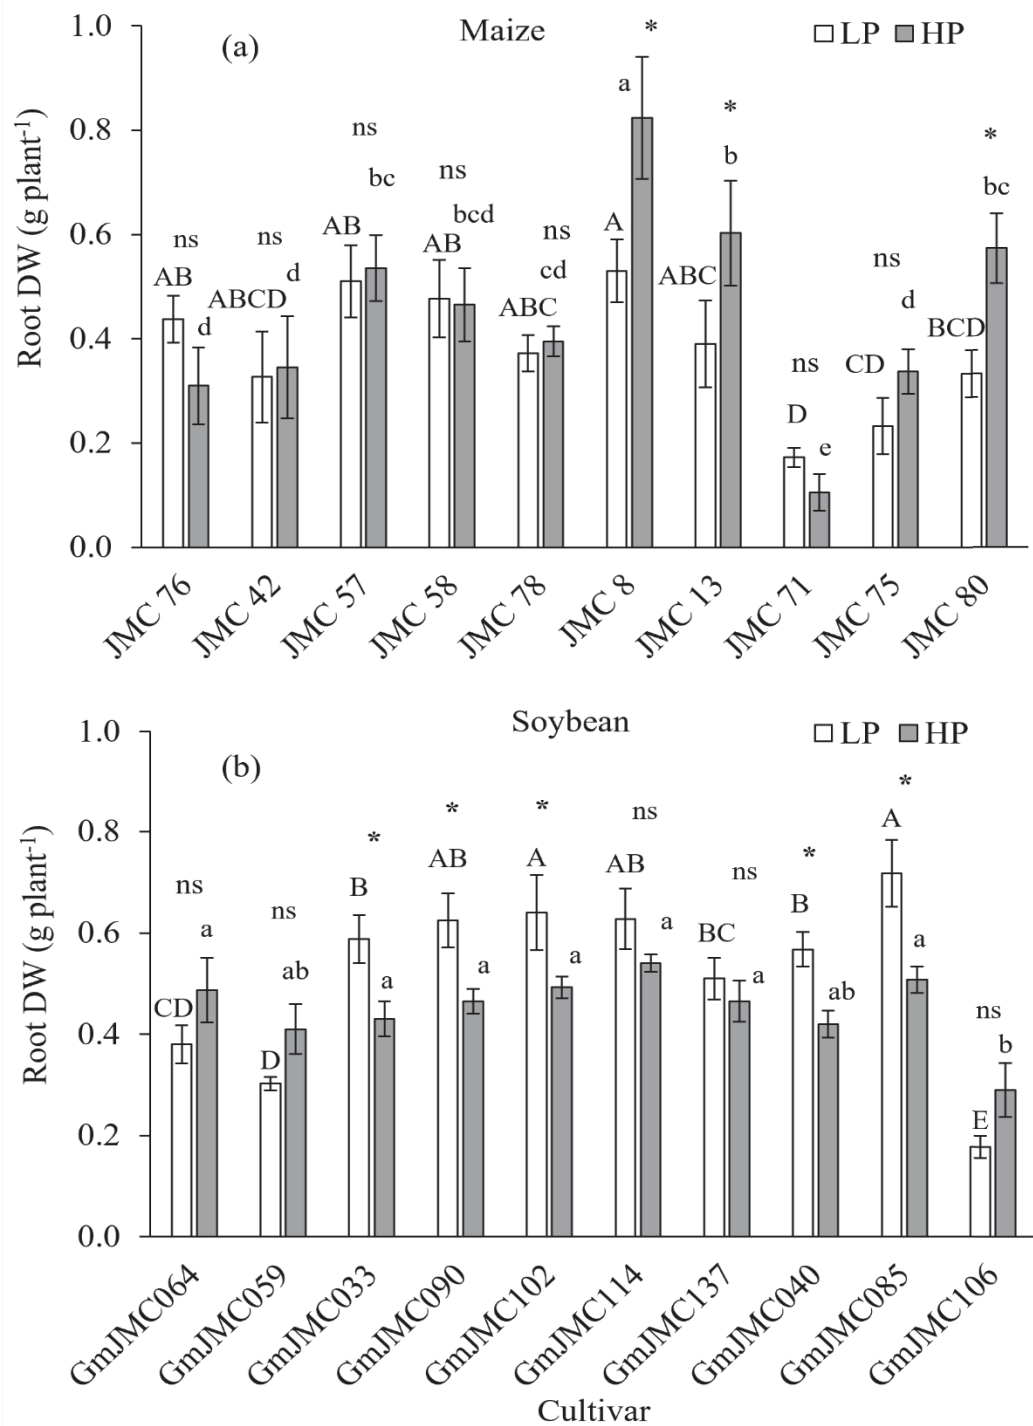 (a)
Maize
LP HP
Root DW (g plant-1)
1.0
0.8
0.6
0.4
0.2
0.0
ns ns ns ns ns * * ns ns *
AB ABCD AB AB ABC A ABC D CD BCD
d d bc bcd cd a b e d bc
JMC 76 JMC 42 JMC 57 JMC 58 JMC 78 JMC 8 JMC 13 JMC 71 JMC 75 JMC 80
(b)
Soybean
LP HP
Root DW (g plant-1)
1.0
0.8
0.6
0.4
0.2
0.0
ns ns * * * ns ns * * ns
CD D B AB A AB BC B A E
a ab a a a a a ab a b
GmJMC064 GmJMC059 GmJMC033 GmJMC090 GmJMC102 GmJMC114 GmJMC137 GmJMC040 GmJMC085 GmJMC106
Cultivar